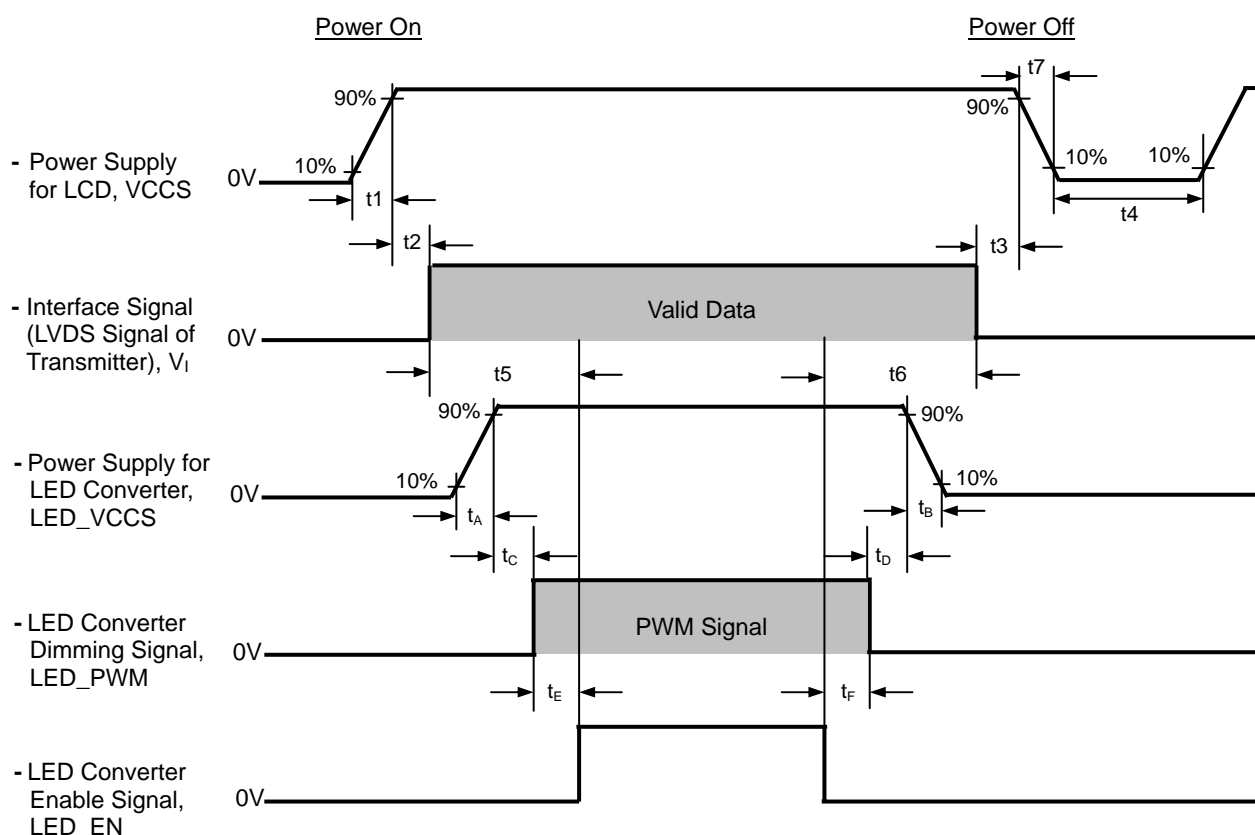 Power On
Power Off
t7
90%
90%
- Power Supply
for LCD, VCCS
0V
10%
10%
10%
t1
t4
t2
t3
- Interface Signal
(LVDS Signal of
Transmitter), VI
0V
Valid Data
t5
t6
90%
90%
- Power Supply for
LED Converter,
LED_VCCS
0V
10%
10%
tA
tB
tC
tD
- LED Converter
Dimming Signal,
LED_PWM
0V
PWM Signal
tE
tF
- LED Converter
Enable Signal,
LED_EN
0V